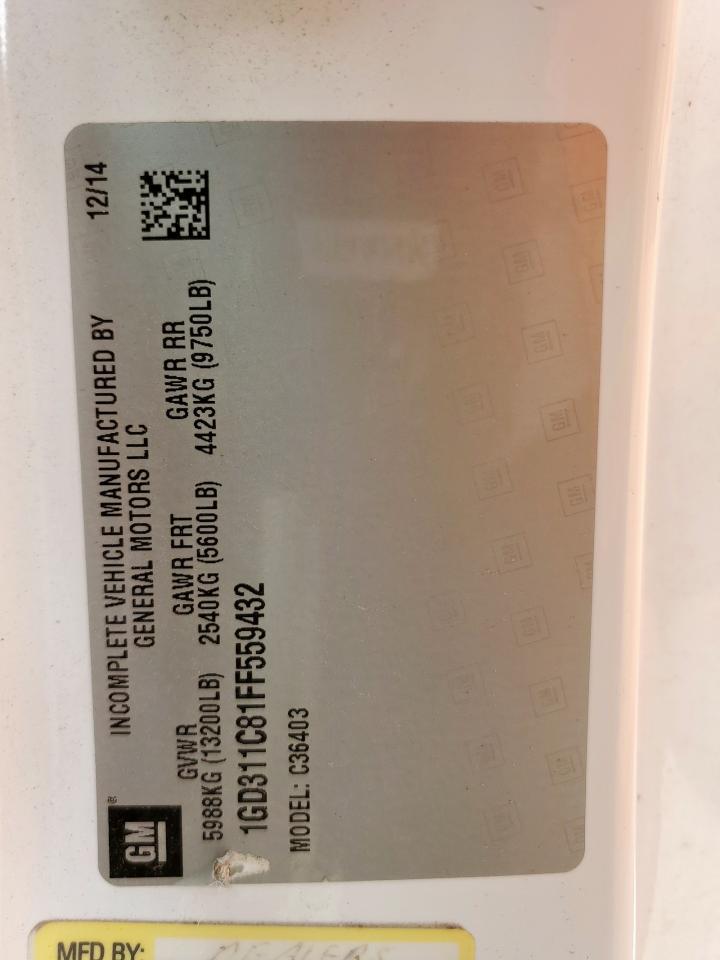 GM®
INCOMPLETE VEHICLE MANUFACTURED BY 12/14
GENERAL MOTORS LLC
GVWR GAWR FRT GAWR RR
5988KG (13200LB) 2540KG (5600LB) 4423KG (9750LB)
1GD311C81FF559432
MODEL: C36403
MFD BY: